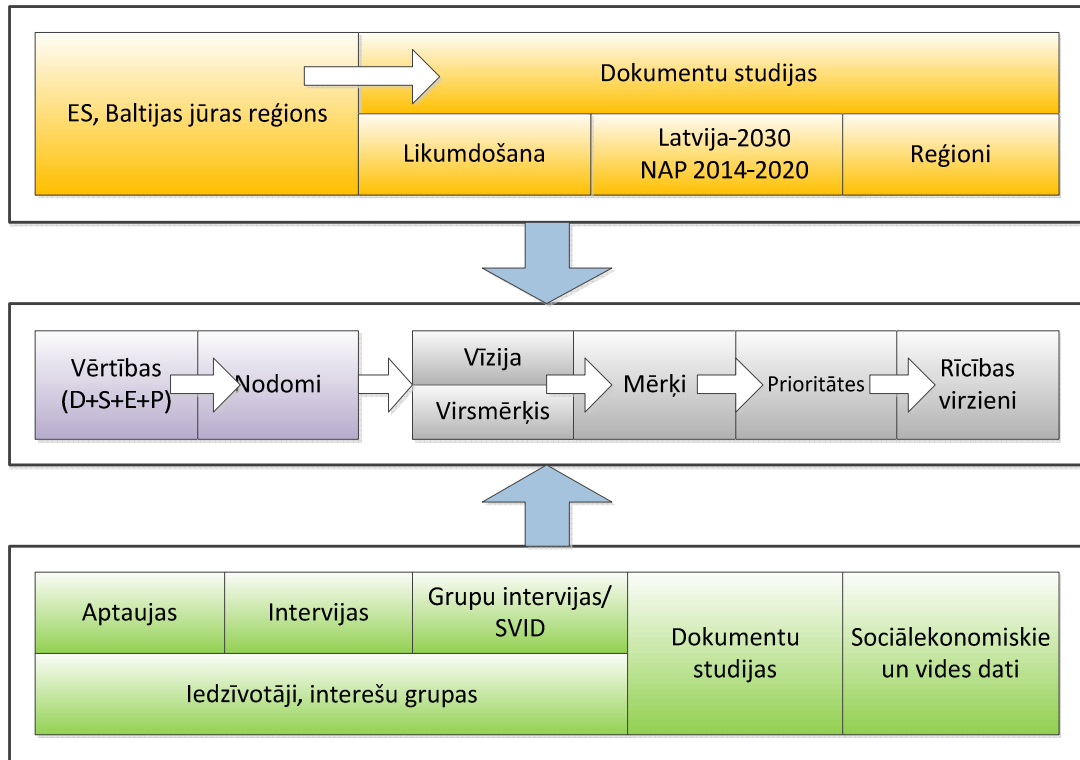 ES, Baltijas jūras reģions
Dokumentu studijas
Likumdošana
Latvija-2030
NAP 2014-2020
Reģioni
Vērtības
(D+S+E+P)
Nodomi
Vīzija
Virsmērķis
Mērķi
Prioritātes
Rīcības
virzieni
Aptaujas
Intervijas
Grupu intervijas/
SVID
Iedzīvotāji, interešu grupas
Dokumentu
studijas
Sociālekonomiskie
un vides dati